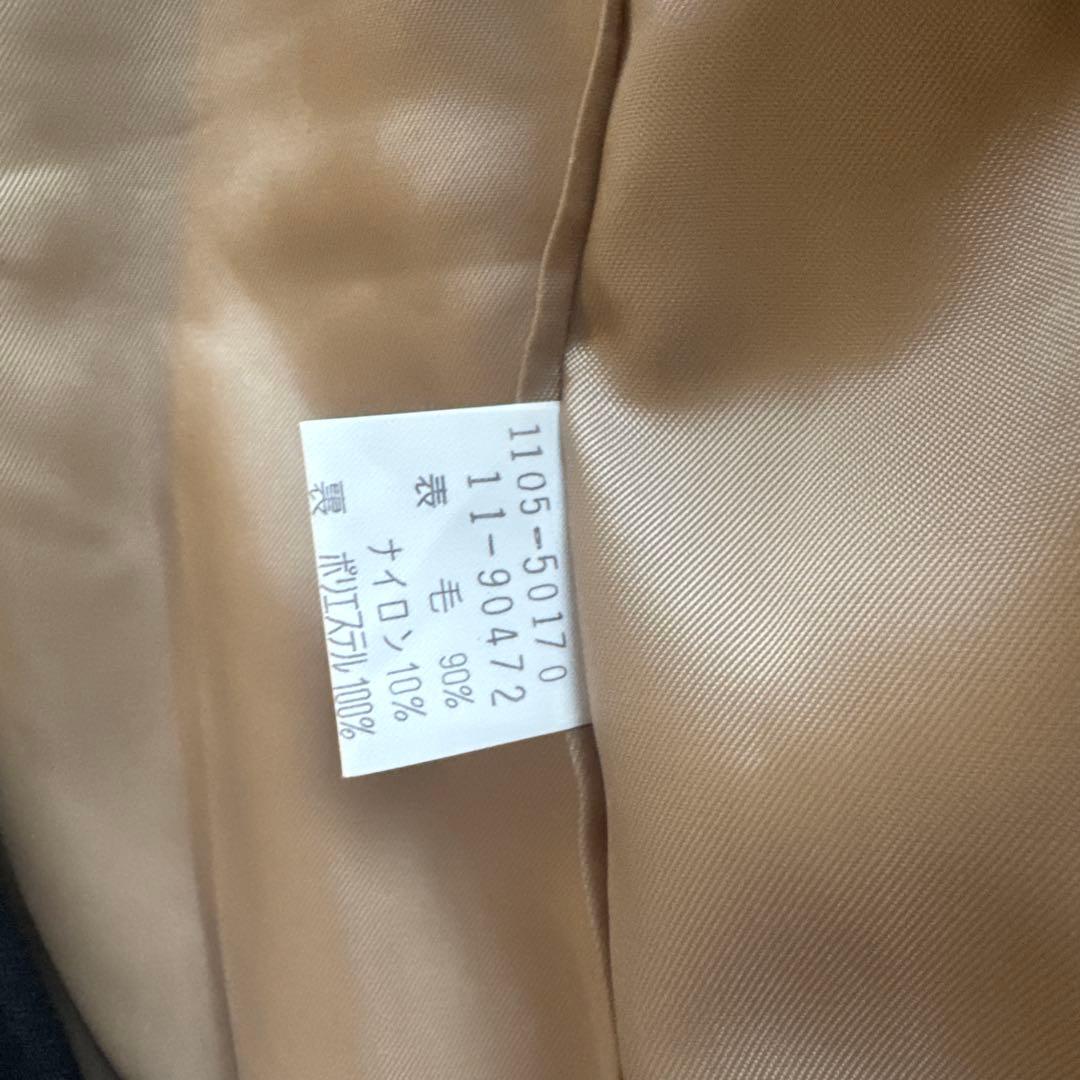 1105-50170
11-90472
表 毛 90%
ナイロン 10%
裏 ポリエステル 100%